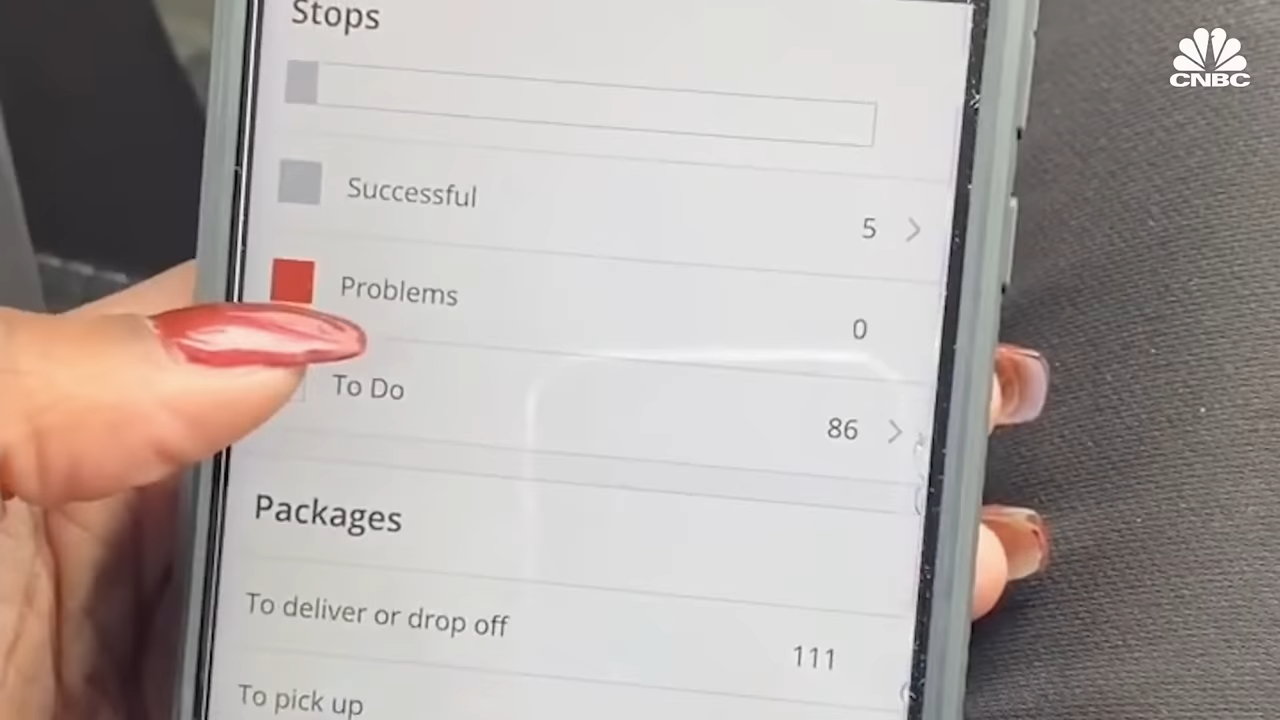 CNBC
Stops
Successful 5
Problems 0
To Do 86
Packages
To deliver or drop off 111
To pick up